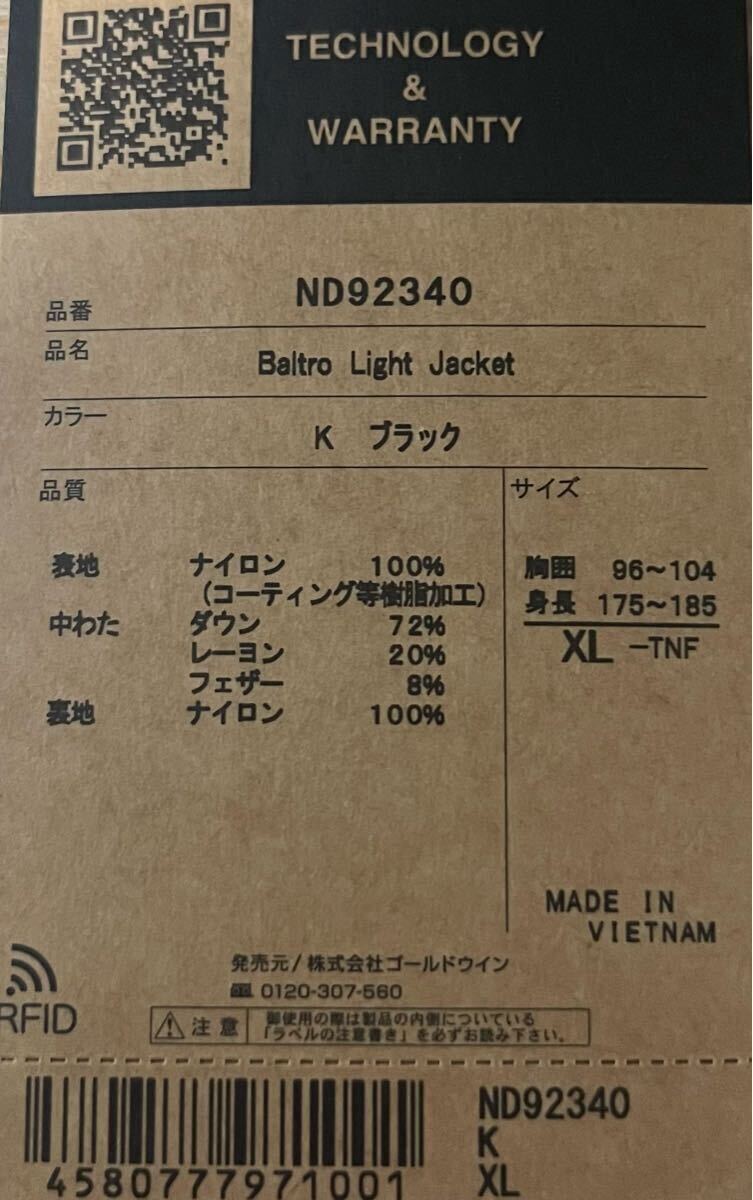 TECHNOLOGY
&
WARRANTY
品番 ND92340
品名 Baltro Light Jacket
カラー K ブラック
品質
表地 ナイロン 100%
(コーティング等樹脂加工)
中わた ダウン 72%
レーヨン 20%
フェザー 8%
裏地 ナイロン 100%
サイズ
胸囲 96〜104
身長 175〜185
XL -TNF
MADE IN
VIETNAM
RFID
発売元/株式会社ゴールドウイン
0120-307-560
注意 御使用の際は製品の内側についている
「ラベルの注意書き」を必ずお読み下さい。
4580777971001
ND92340
K
XL